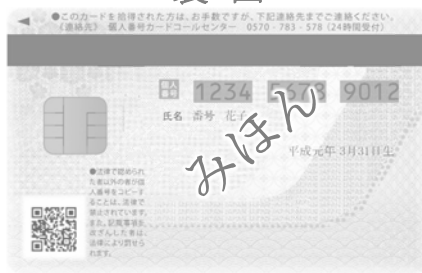 裏面
◀ ●このカードを拾得された方は、お手数ですが、下記連絡先までご連絡ください。
《連絡先》 個人番号カードコールセンター 0570-783-578 (24時間受付)
個人番号 1234 5678 9012
氏名 番号 花子
平成元年3月31日生
みほん
●法律で認められ
た者以外の者が個
人番号をコピーす
ることは、法律で
禁止されています。
また、記載事項を
改ざんした者は、
法律により罰せら
れます。